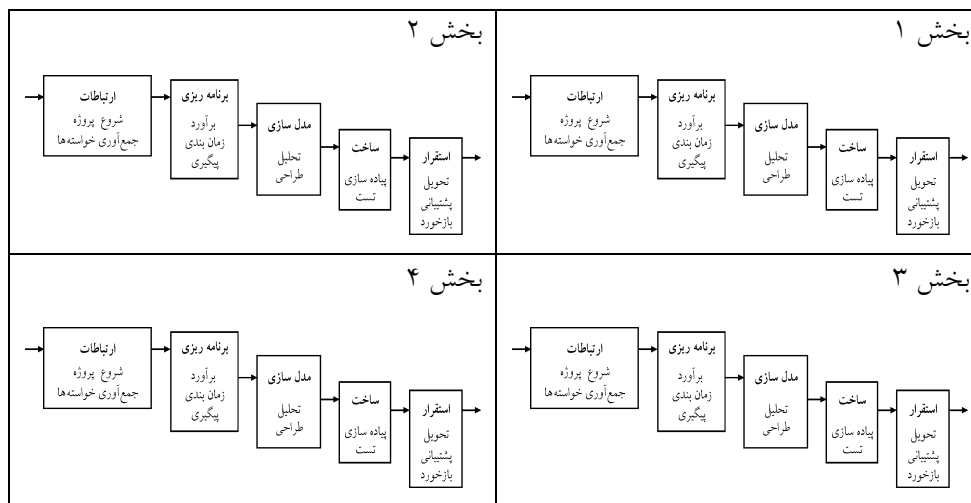 بخش ۱
ارتباطات
شروع پروژه
جمع‌آوری خواسته‌ها
برنامه ریزی
برآورد
زمان بندی
پیگیری
مدل سازی
تحلیل
طراحی
ساخت
پیاده سازی
تست
استقرار
تحویل
پشتیبانی
بازخورد
بخش ۲
ارتباطات
شروع پروژه
جمع‌آوری خواسته‌ها
برنامه ریزی
برآورد
زمان بندی
پیگیری
مدل سازی
تحلیل
طراحی
ساخت
پیاده سازی
تست
استقرار
تحویل
پشتیبانی
بازخورد
بخش ۳
ارتباطات
شروع پروژه
جمع‌آوری خواسته‌ها
برنامه ریزی
برآورد
زمان بندی
پیگیری
مدل سازی
تحلیل
طراحی
ساخت
پیاده سازی
تست
استقرار
تحویل
پشتیبانی
بازخورد
بخش ۴
ارتباطات
شروع پروژه
جمع‌آوری خواسته‌ها
برنامه ریزی
برآورد
زمان بندی
پیگیری
مدل سازی
تحلیل
طراحی
ساخت
پیاده سازی
تست
استقرار
تحویل
پشتیبانی
بازخورد